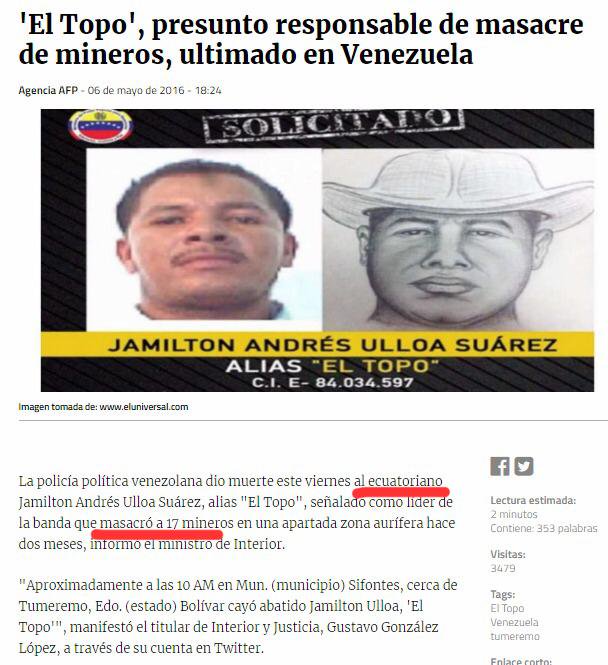 'El Topo', presunto responsable de masacre
de mineros, ultimado en Venezuela
Agencia AFP - 06 de mayo de 2016 - 18:24
SOLICITADO
JAMILTON ANDRÉS ULLOA SUÁREZ
ALIAS "EL TOPO"
C.I. E- 84.034.597
Imagen tomada de: www.eluniversal.com
La policía política venezolana dio muerte este viernes al ecuatoriano
Jamilton Andrés Ulloa Suárez, alias "El Topo", señalado como líder de
la banda que masacró a 17 mineros en una apartada zona aurífera hace
dos meses, informó el ministro de Interior.
"Aproximadamente a las 10 AM en Mun. (municipio) Sifontes, cerca de
Tumeremo, Edo. (estado) Bolívar cayó abatido Jamilton Ulloa, 'El
Topo'", manifestó el titular de Interior y Justicia, Gustavo González
López, a través de su cuenta en Twitter.
Lectura estimada:
2 minutos
Contiene: 353 palabras
Visitas:
3479
Tags:
El Topo
Venezuela
tumeremo
Enlace corto: